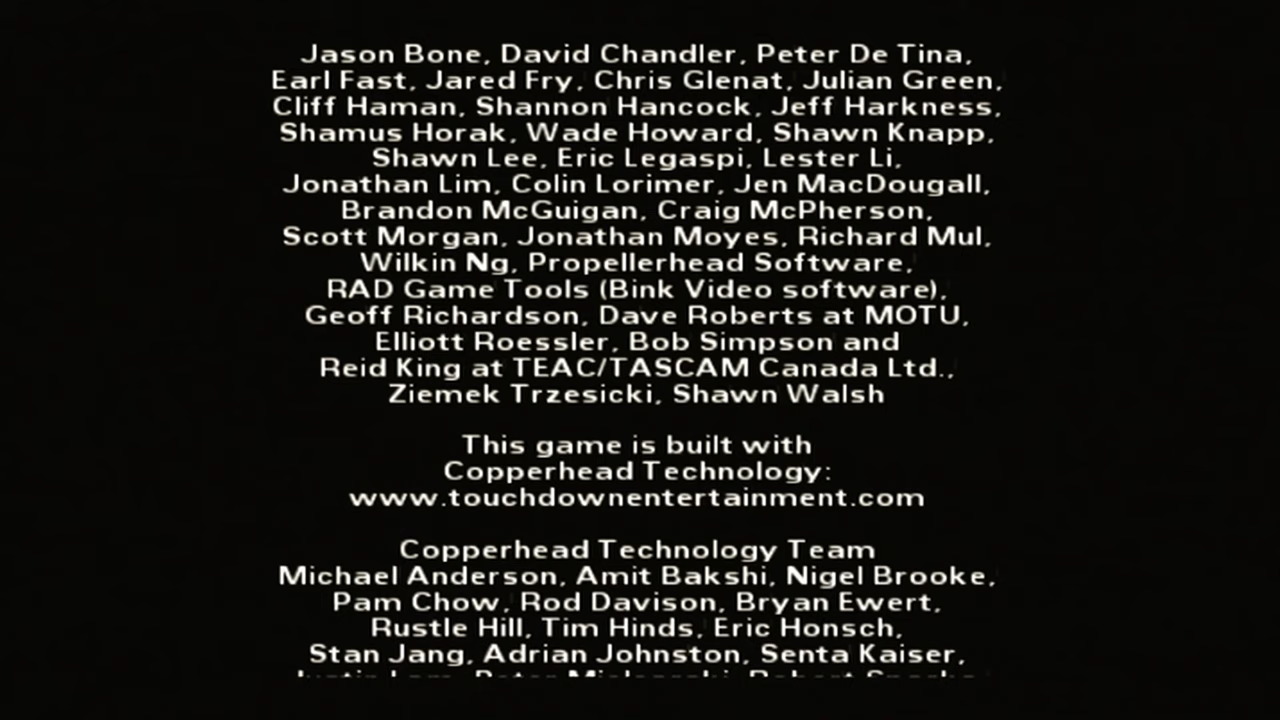 Jason Bone, David Chandler, Peter De Tina,
Earl Fast, Jared Fry, Chris Glenat, Julian Green,
Cliff Haman, Shannon Hancock, Jeff Harkness,
Shamus Horak, Wade Howard, Shawn Knapp,
Shawn Lee, Eric Legaspi, Lester Li,
Jonathan Lim, Colin Lorimer, Jen MacDougall,
Brandon McGuigan, Craig McPherson,
Scott Morgan, Jonathan Moyes, Richard Mul,
Wilkin Ng, Propellerhead Software,
RAD Game Tools (Bink Video software),
Geoff Richardson, Dave Roberts at MOTU,
Elliott Roessler, Bob Simpson and
Reid King at TEAC/TASCAM Canada Ltd.,
Ziemek Trzesicki, Shawn Walsh
This game is built with
Copperhead Technology:
www.touchdownentertainment.com
Copperhead Technology Team
Michael Anderson, Amit Bakshi, Nigel Brooke,
Pam Chow, Rod Davison, Bryan Ewert,
Rustle Hill, Tim Hinds, Eric Honsch,
Stan Jang, Adrian Johnston, Senta Kaiser,